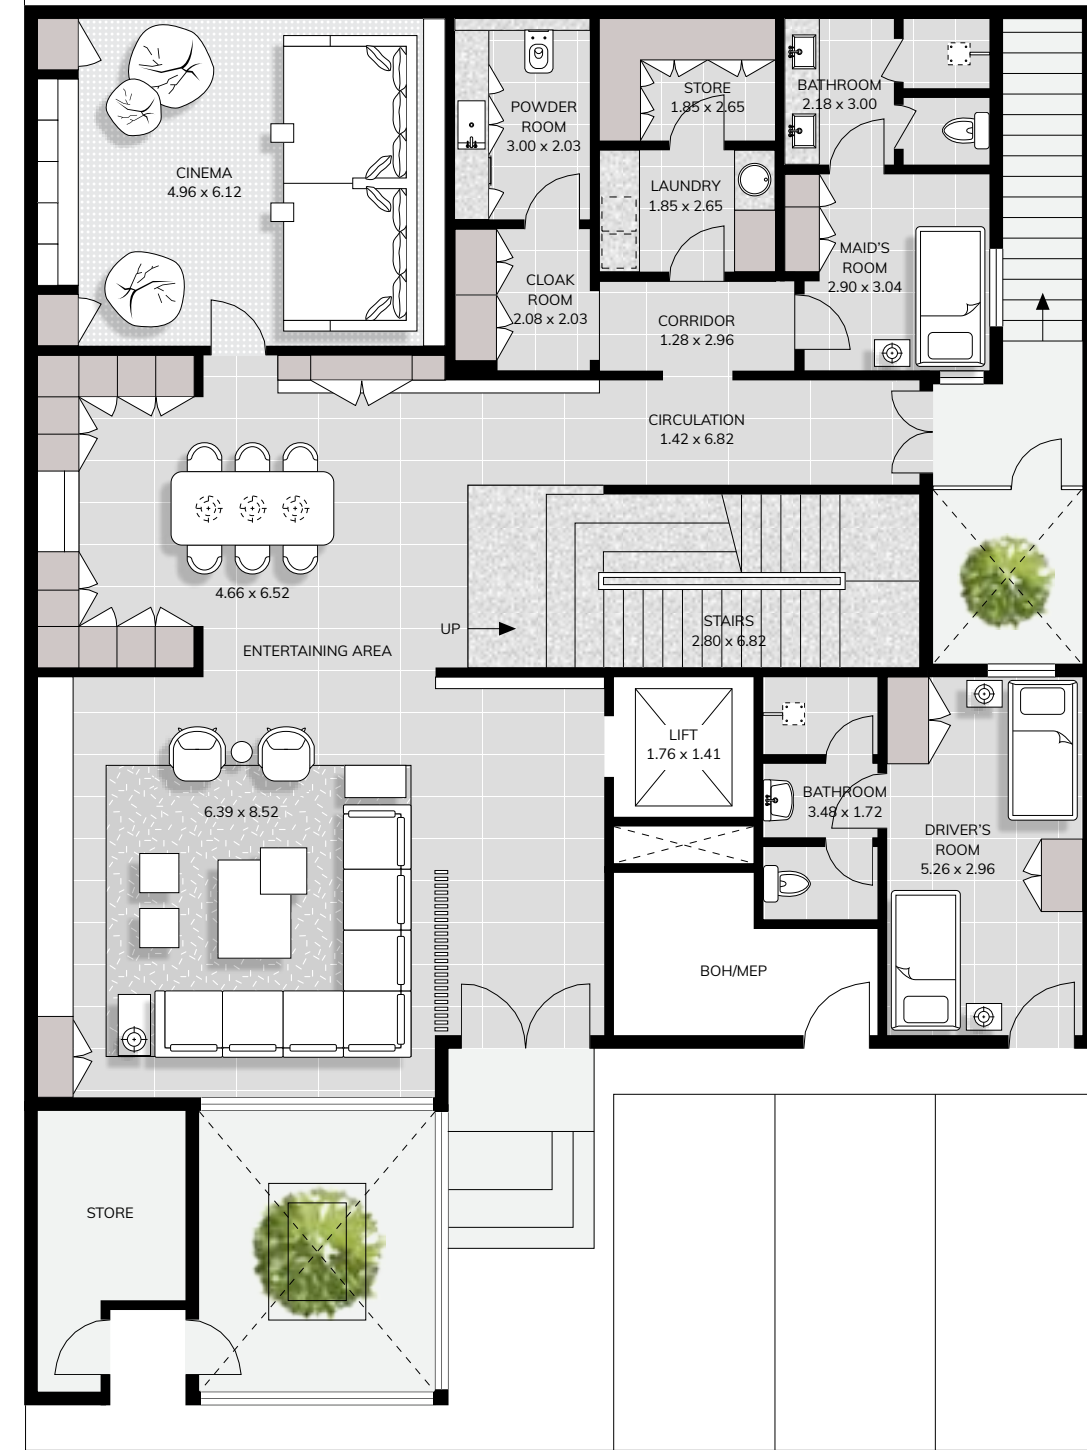 CINEMA
4.96 x 6.12
POWDER
ROOM
3.00 x 2.03
STORE
1.85 x 2.65
BATHROOM
2.18 x 3.00
LAUNDRY
1.85 x 2.65
MAID'S
ROOM
2.90 x 3.04
CLOAK
ROOM
2.08 x 2.03
CORRIDOR
1.28 x 2.96
CIRCULATION
1.42 x 6.82
4.66 x 6.52
UP
STAIRS
2.80 x 6.82
ENTERTAINING AREA
LIFT
1.76 x 1.41
6.39 x 8.52
BATHROOM
3.48 x 1.72
DRIVER'S
ROOM
5.26 x 2.96
BOH/MEP
STORE